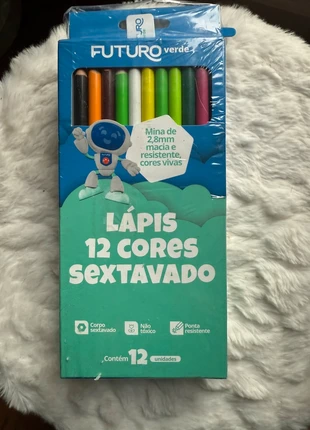 FUTURO verde
Mina de
2,8mm
macia e
resistente,
cores vivas
LÁPIS
12 CORES
SEXTAVADO
Corpo
sextavado
Não
tóxico
Ponta
resistente
Contém 12 unidades